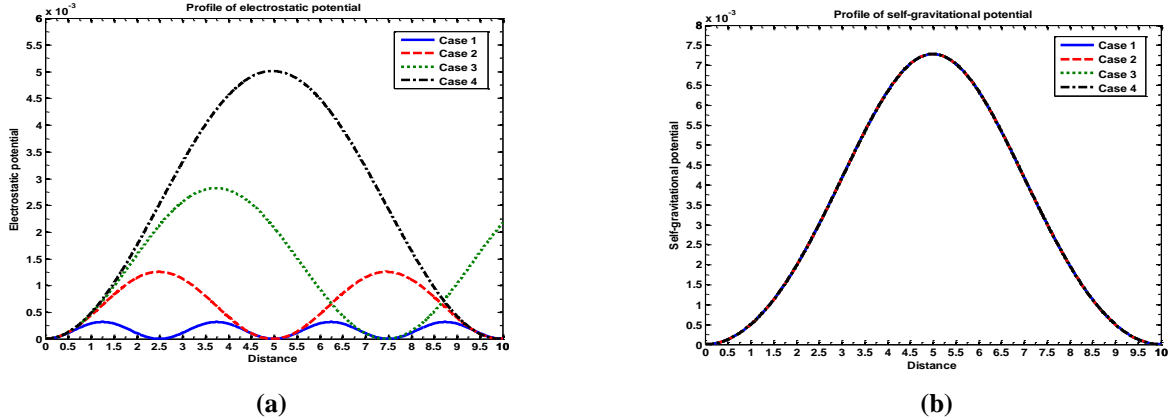 Profile of electrostatic potential
x 10-3
6
5.5
5
4.5
4
3.5
3
2.5
2
1.5
1
0.5
0
Electrostatic potential
Case 1
Case 2
Case 3
Case 4
0 0.5 1 1.5 2 2.5 3 3.5 4 4.5 5 5.5 6 6.5 7 7.5 8 8.5 9 9.5 10
Distance
(a)
Profile of self-gravitational potential
x 10-3
8
7.5
7
6.5
6
5.5
5
4.5
4
3.5
3
2.5
2
1.5
1
0.5
0
Self-gravitational potential
Case 1
Case 2
Case 3
Case 4
0 0.5 1 1.5 2 2.5 3 3.5 4 4.5 5 5.5 6 6.5 7 7.5 8 8.5 9 9.5 10
Distance
(b)